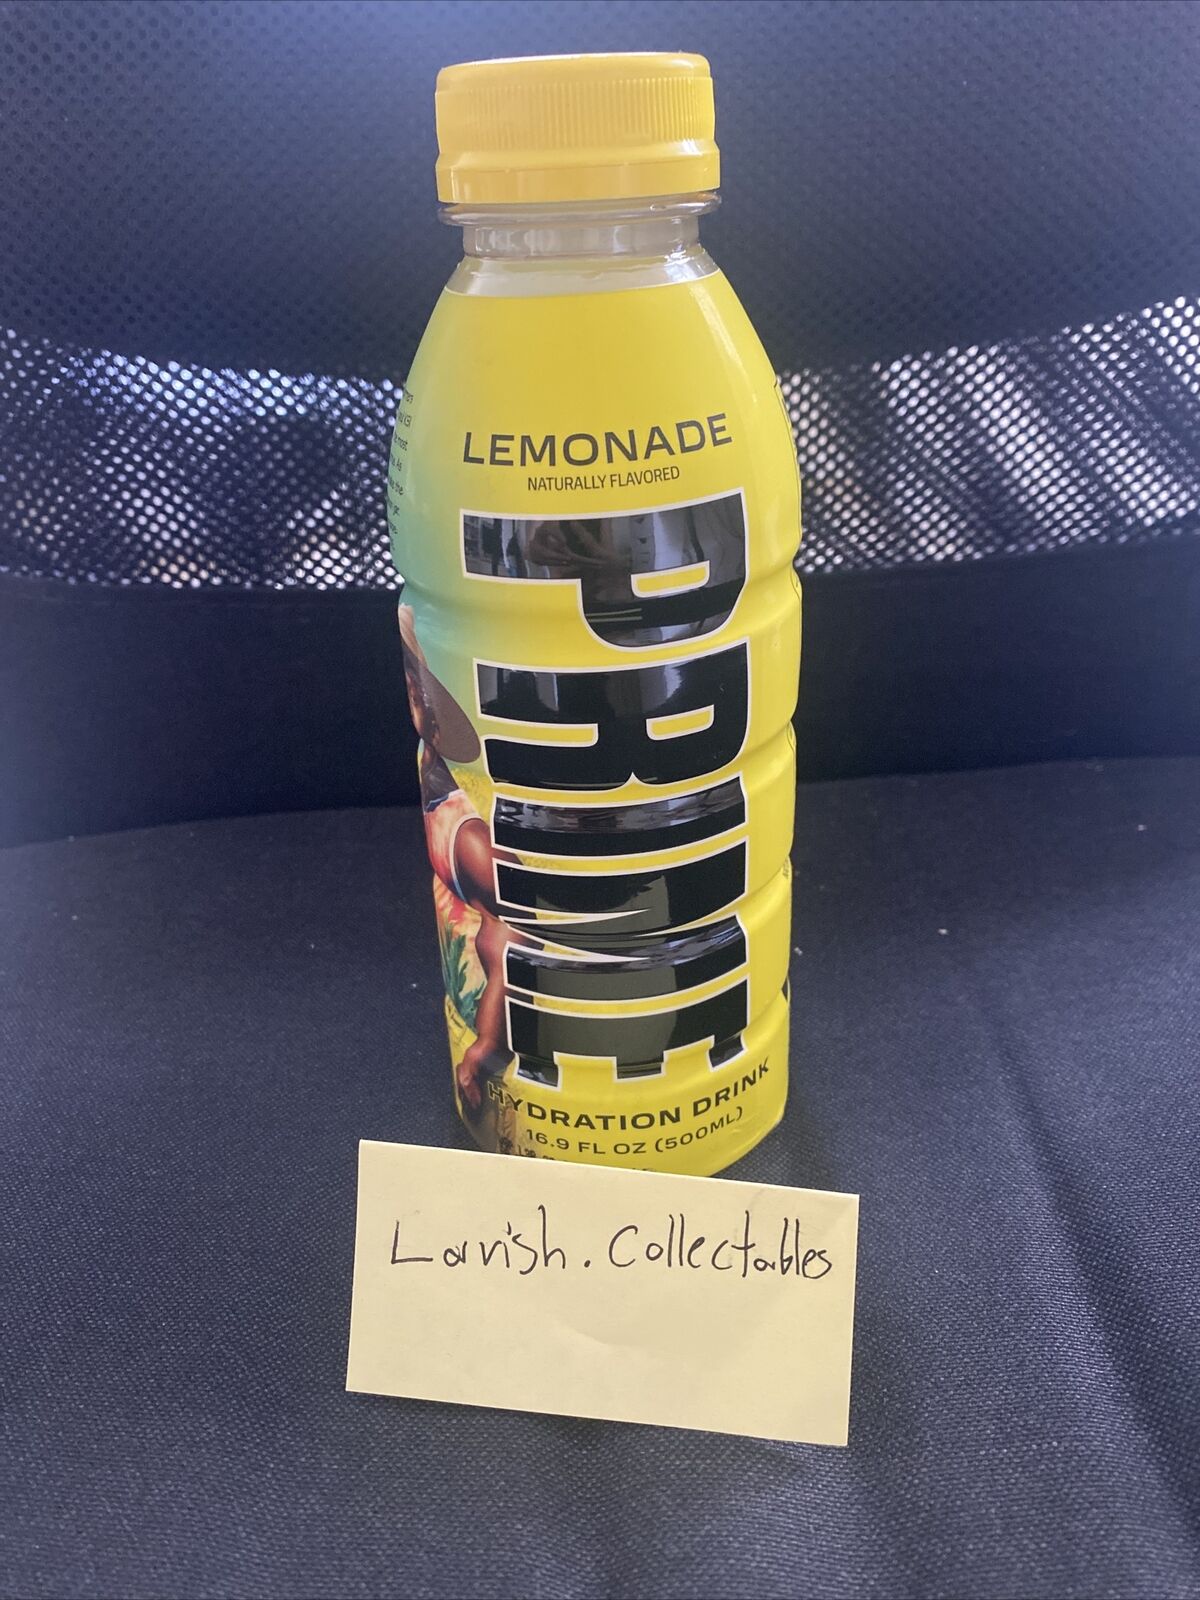 LEMONADE
NATURALLY FLAVORED
PRIME
HYDRATION DRINK
16.9 FL OZ (500ML)
Lavish. Collectables